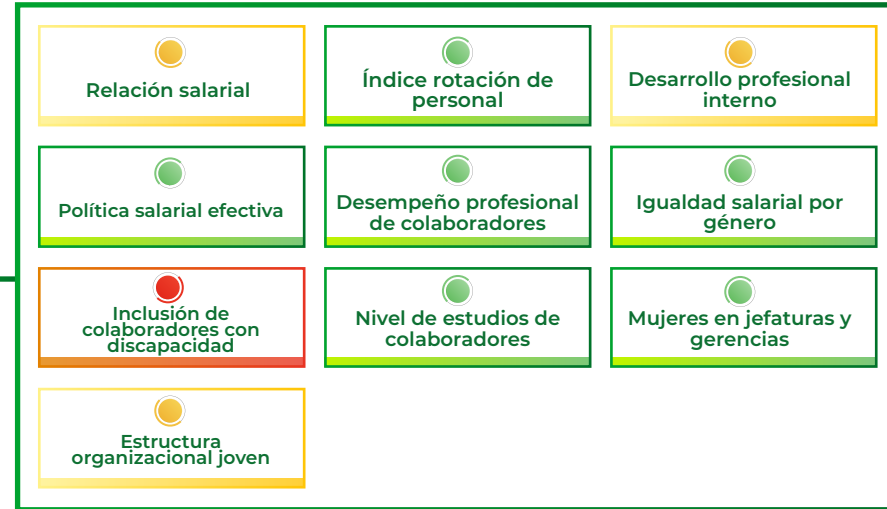 Relación salarial
Índice rotación de
personal
Desarrollo profesional
interno
Política salarial efectiva
Desempeño profesional
de colaboradores
Igualdad salarial por
género
Inclusión de
colaboradores con
discapacidad
Nivel de estudios de
colaboradores
Mujeres en jefaturas y
gerencias
Estructura
organizacional joven